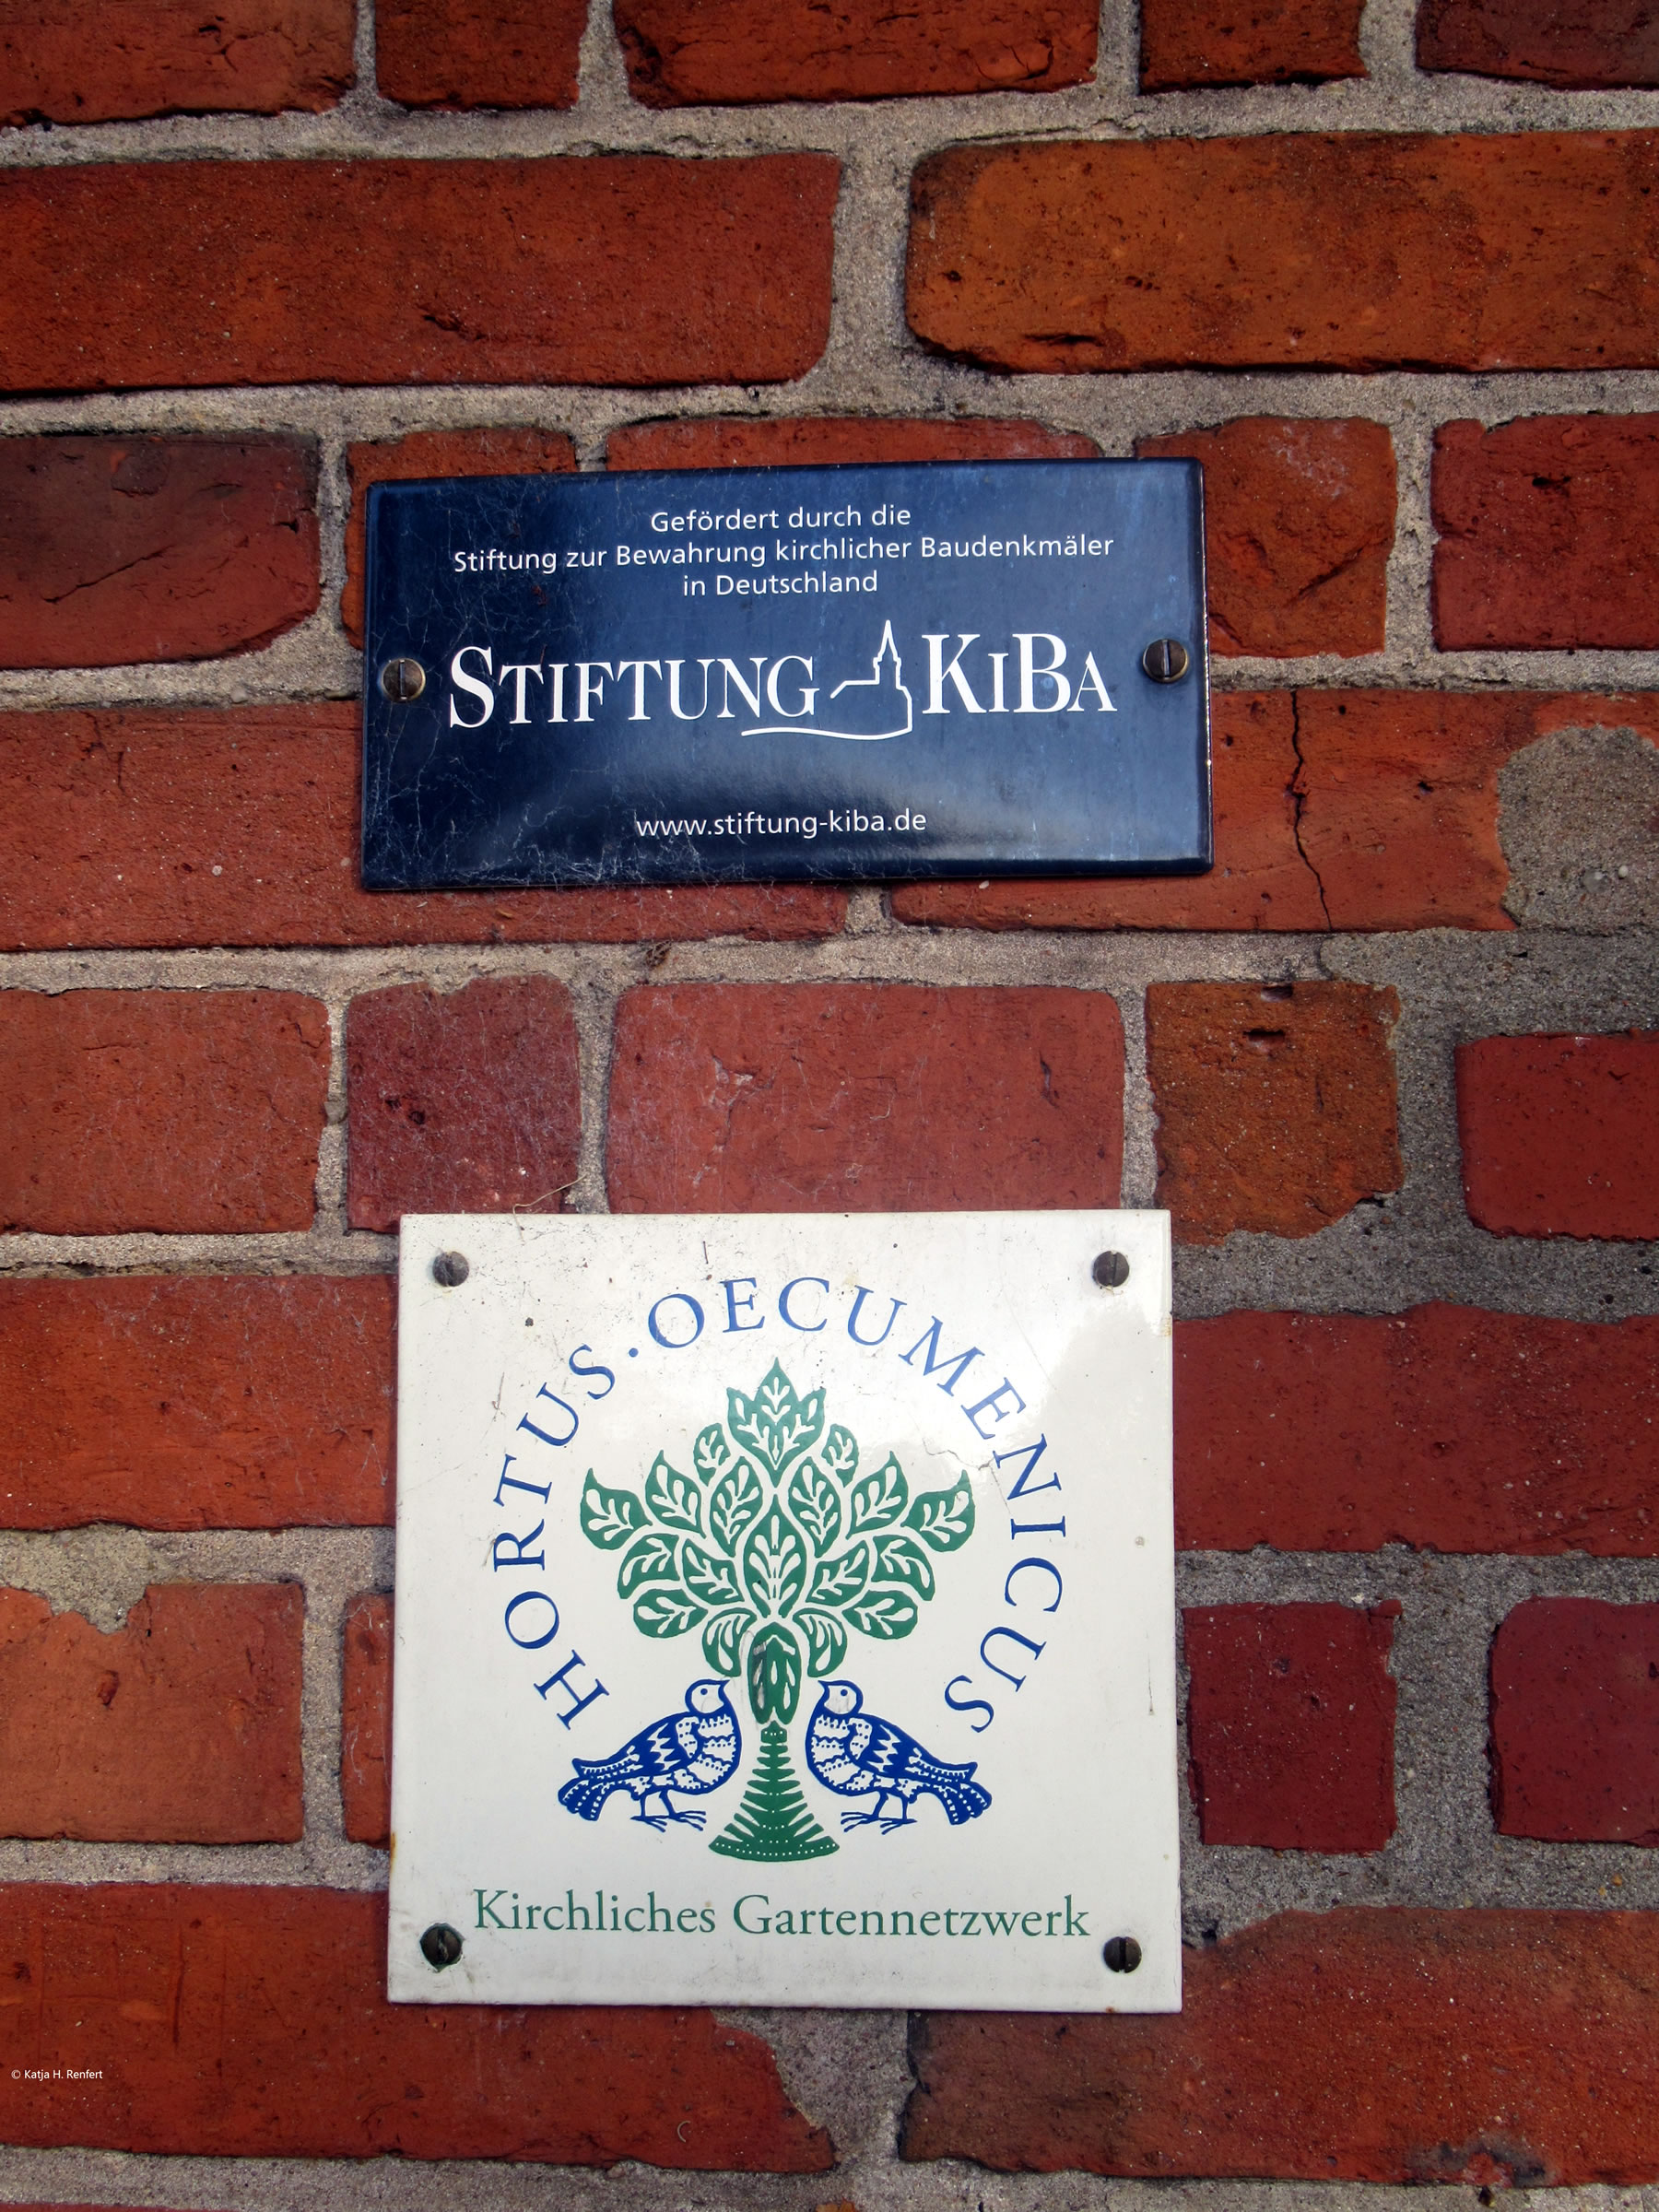 Gefördert durch die
Stiftung zur Bewahrung kirchlicher Baudenkmäler
in Deutschland
STIFTUNG KIBA
www.stiftung-kiba.de
HORTUS·OECUMENICUS
Kirchliches Gartennetzwerk
© Katja H. Renfert